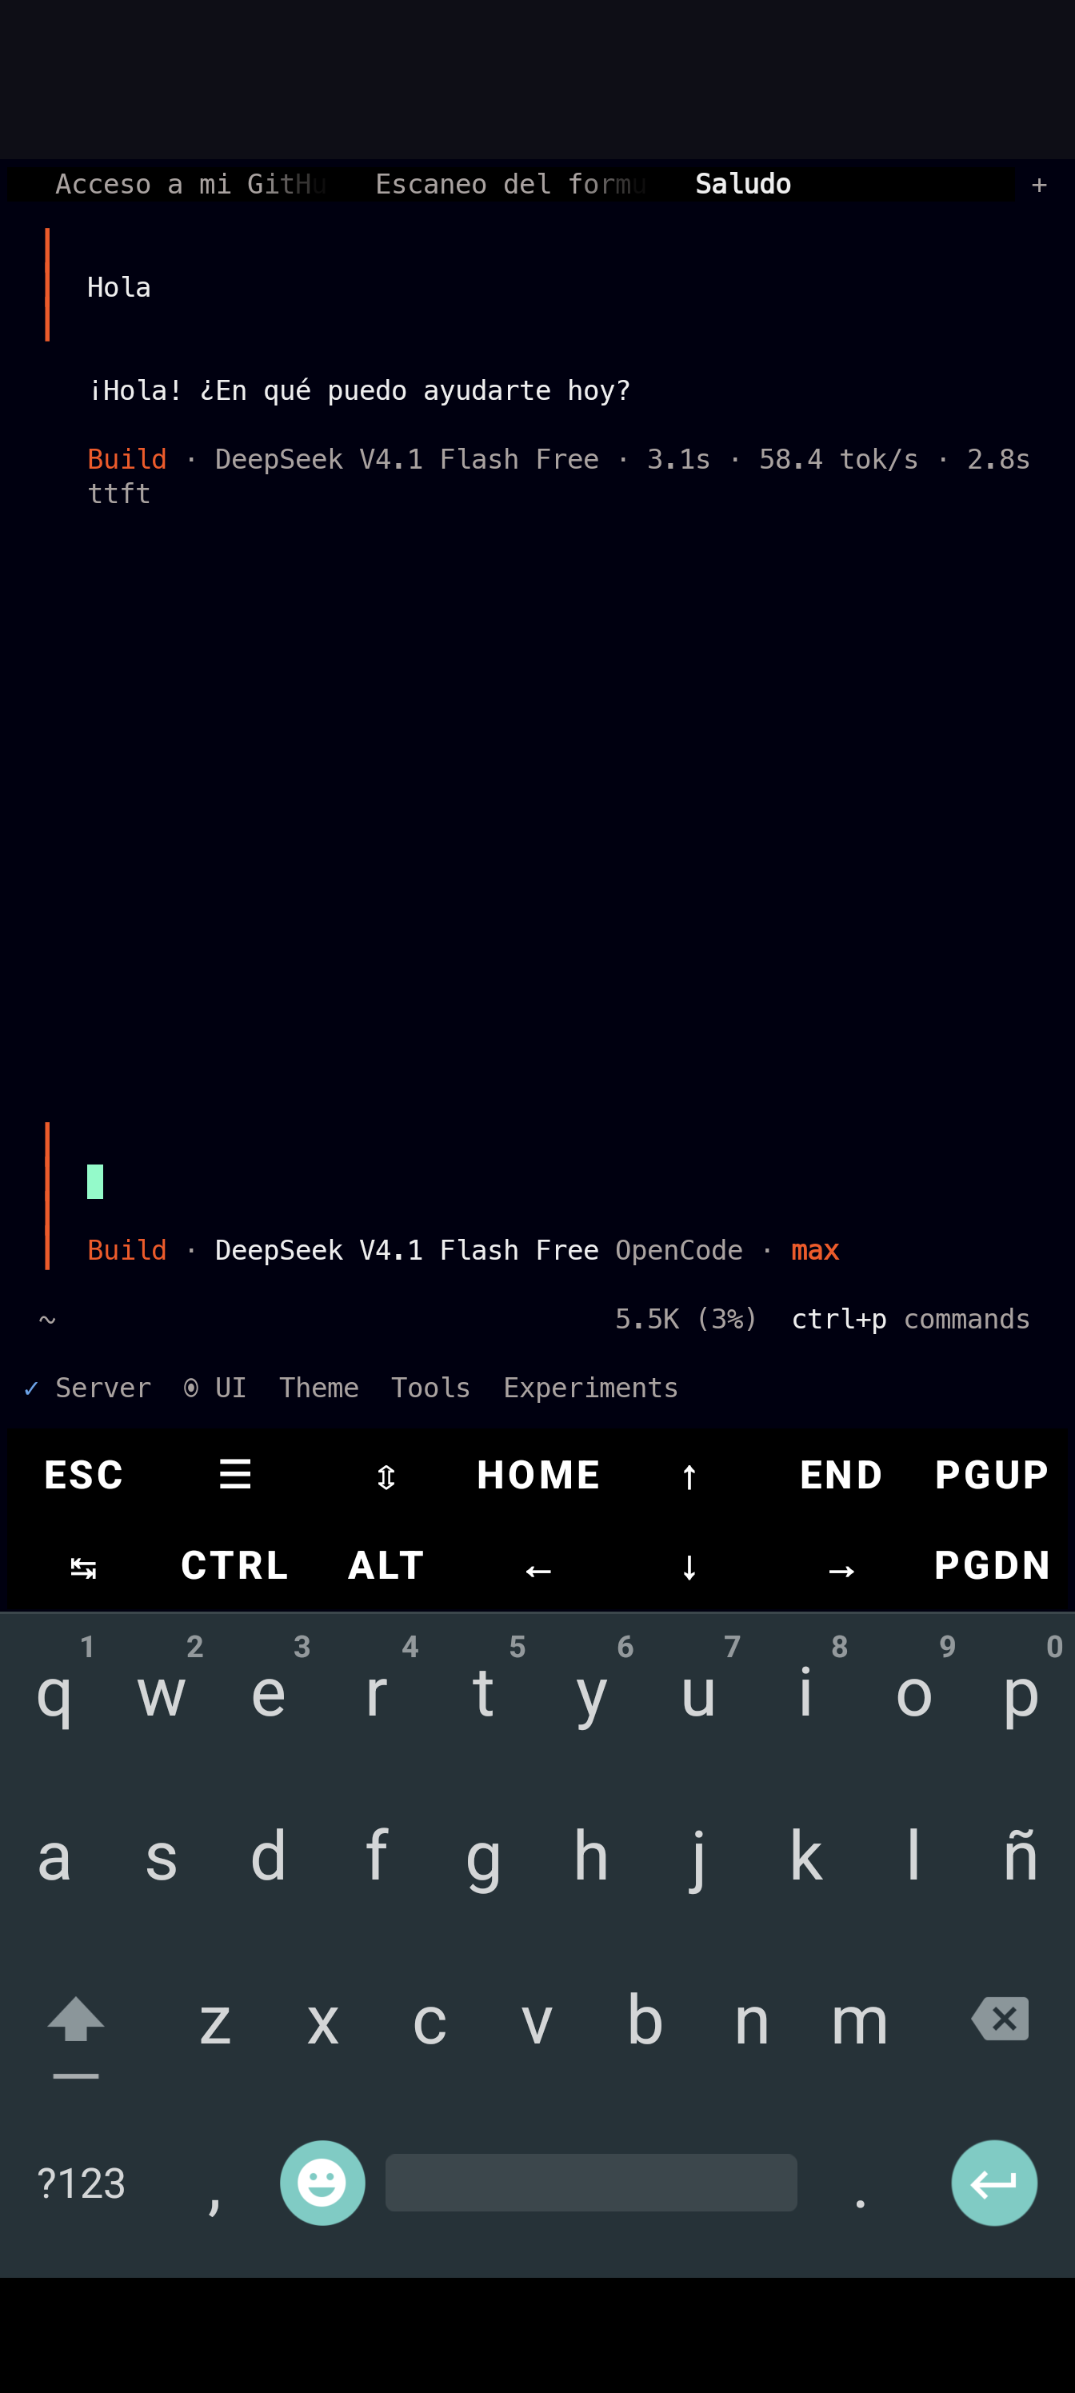 Acceso a mi GitHu Escaneo del formu Saludo +
Hola
¡Hola! ¿En qué puedo ayudarte hoy?
Build · DeepSeek V4.1 Flash Free · 3.1s · 58.4 tok/s · 2.8s
ttft
Build · DeepSeek V4.1 Flash Free OpenCode · max
~ 5.5K (3%) ctrl+p commands
✓ Server ⦿ UI Theme Tools Experiments
ESC ☰ ⇳ HOME ↑ END PGUP
↹ CTRL ALT ← ↓ → PGDN
1 2 3 4 5 6 7 8 9 0
q w e r t y u i o p
a s d f g h j k l ñ
z x c v b n m
?123 , .